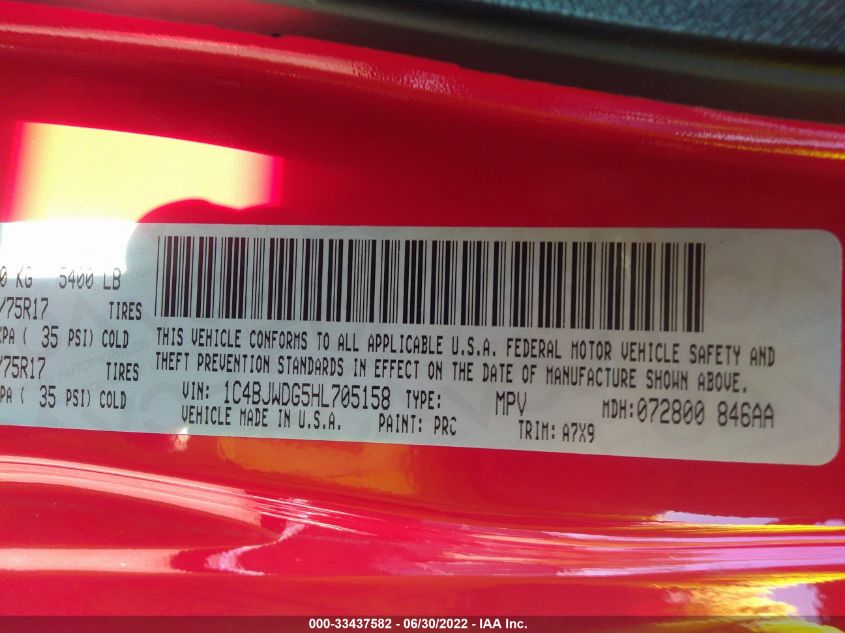 0 KG 5400 LB
/75R17 TIRES
KPA ( 35 PSI) COLD
/75R17 TIRES
KPA ( 35 PSI) COLD
THIS VEHICLE CONFORMS TO ALL APPLICABLE U.S.A. FEDERAL MOTOR VEHICLE SAFETY AND
THEFT PREVENTION STANDARDS IN EFFECT ON THE DATE OF MANUFACTURE SHOWN ABOVE.
VIN: 1C4BJWDG5HL705158 TYPE: MPV MDH:072800 846AA
VEHICLE MADE IN U.S.A. PAINT: PRC TRIM: A7X9
000-33437582 - 06/30/2022 - IAA Inc.